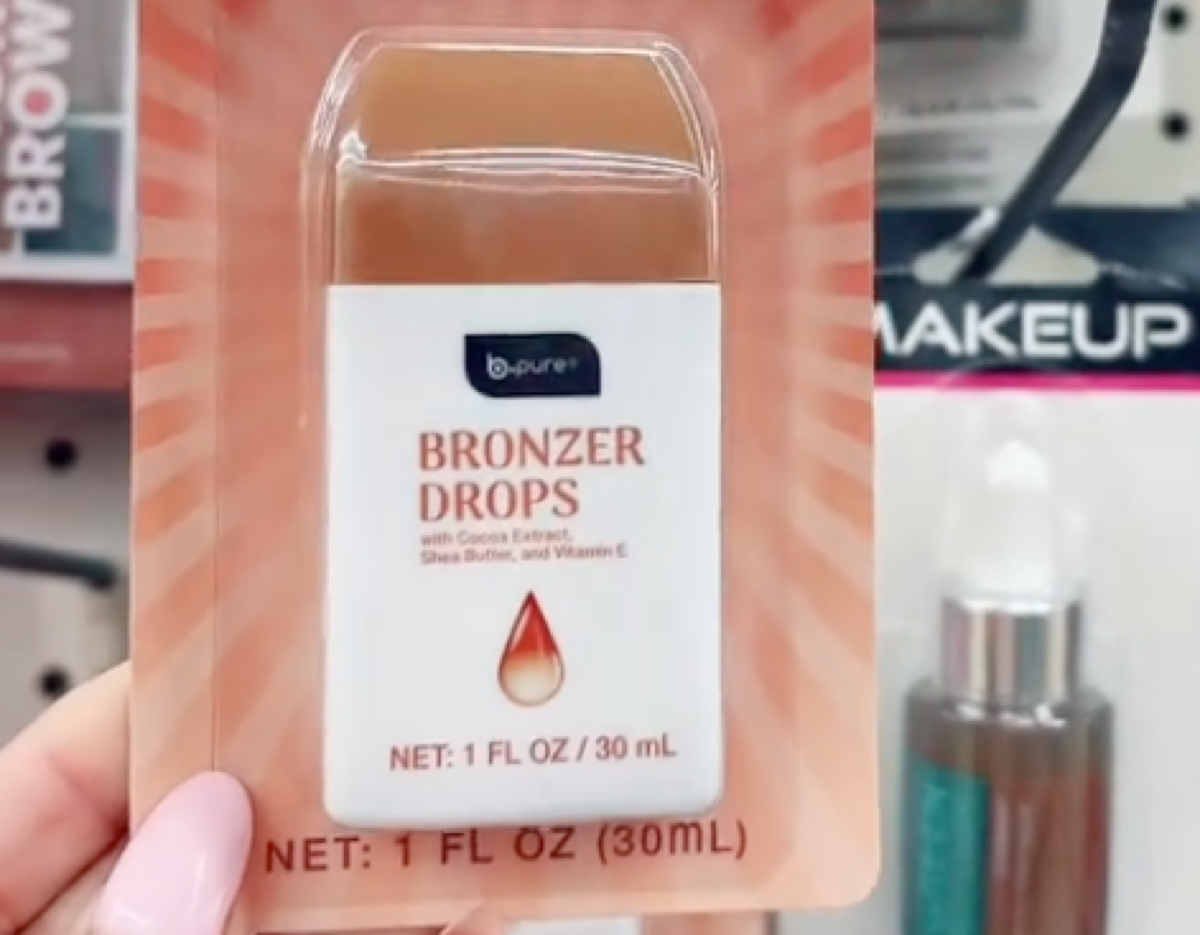 BROW
b pure
BRONZER
DROPS
with Cocoa Extract,
Shea Butter, and Vitamin E
NET: 1 FL OZ / 30 mL
NET: 1 FL OZ (30mL)
MAKEUP